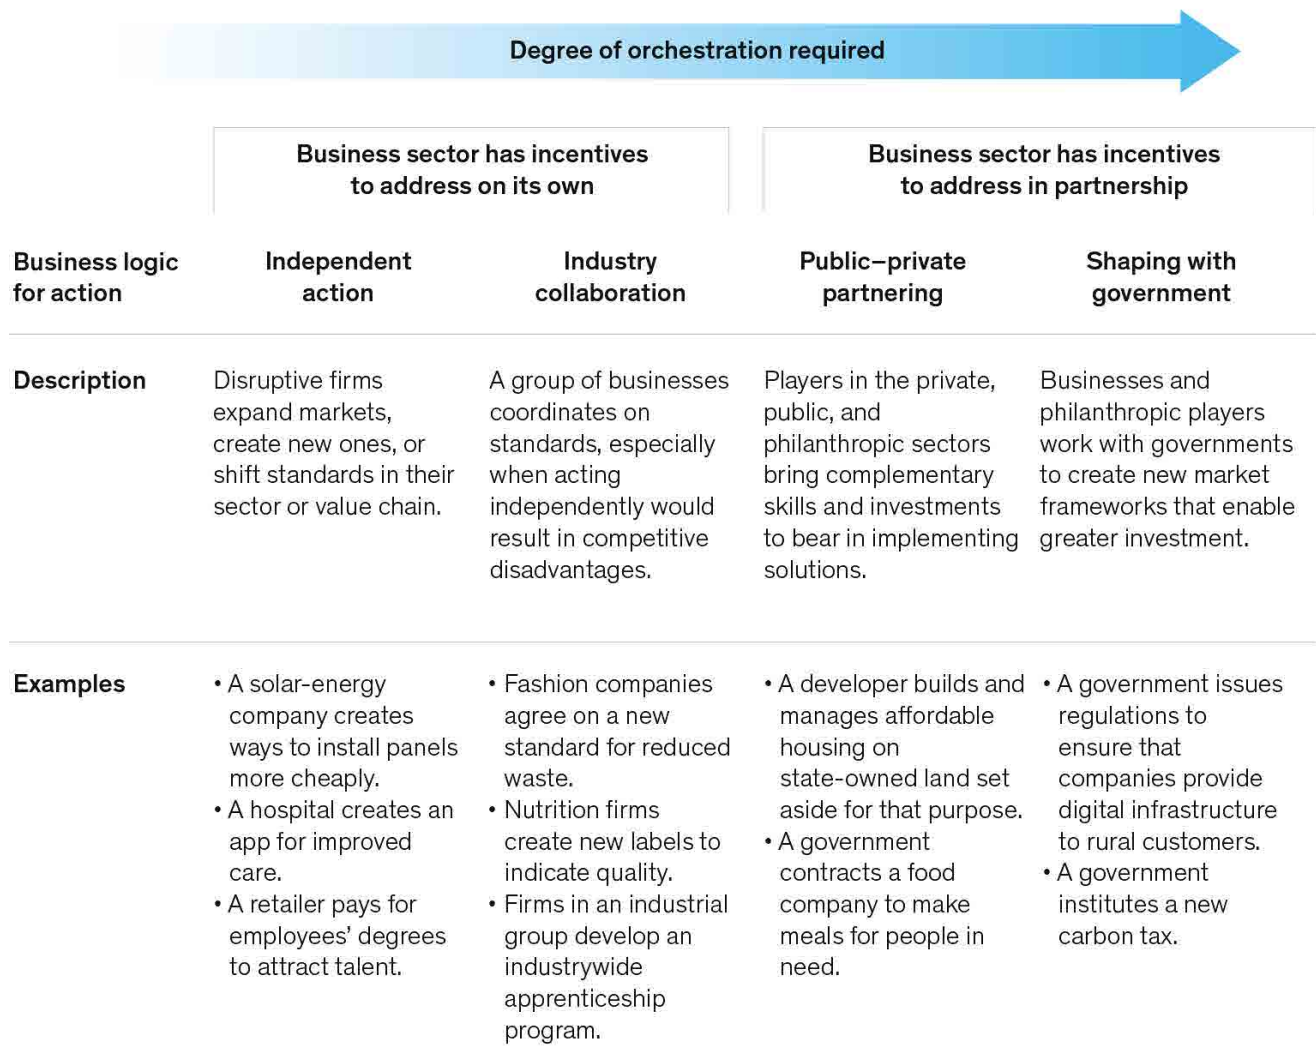 Degree of orchestration required
Business sector has incentives
to address on its own
Business sector has incentives
to address in partnership
Business logic
for action
Independent
action
Industry
collaboration
Public–private
partnering
Shaping with
government
Description
Disruptive firms
expand markets,
create new ones, or
shift standards in their
sector or value chain.
A group of businesses
coordinates on
standards, especially
when acting
independently would
result in competitive
disadvantages.
Players in the private,
public, and
philanthropic sectors
bring complementary
skills and investments
to bear in implementing
solutions.
Businesses and
philanthropic players
work with governments
to create new market
frameworks that enable
greater investment.
Examples
• A solar-energy
company creates
ways to install panels
more cheaply.
• A hospital creates an
app for improved
care.
• A retailer pays for
employees’ degrees
to attract talent.
• Fashion companies
agree on a new
standard for reduced
waste.
• Nutrition firms
create new labels to
indicate quality.
• Firms in an industrial
group develop an
industrywide
apprenticeship
program.
• A developer builds and
manages affordable
housing on
state-owned land set
aside for that purpose.
• A government
contracts a food
company to make
meals for people in
need.
• A government issues
regulations to
ensure that
companies provide
digital infrastructure
to rural customers.
• A government
institutes a new
carbon tax.